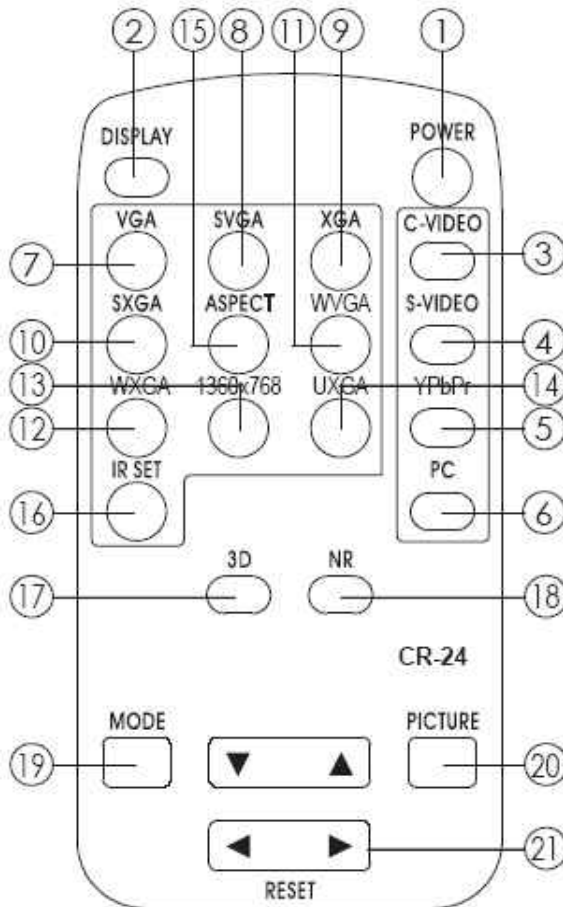 2 15 8 11 9 1
DISPLAY POWER
VGA SVGA XGA C-VIDEO
7 3
SXGA ASPECT WVGA S-VIDEO
10 4
13 WXGA 1360x768 UXGA YPbPr 14
12 5
IR SET PC
16 6
3D NR
17 18
CR-24
MODE PICTURE
19 ▼ ▲ 20
◀ ▶ 21
RESET